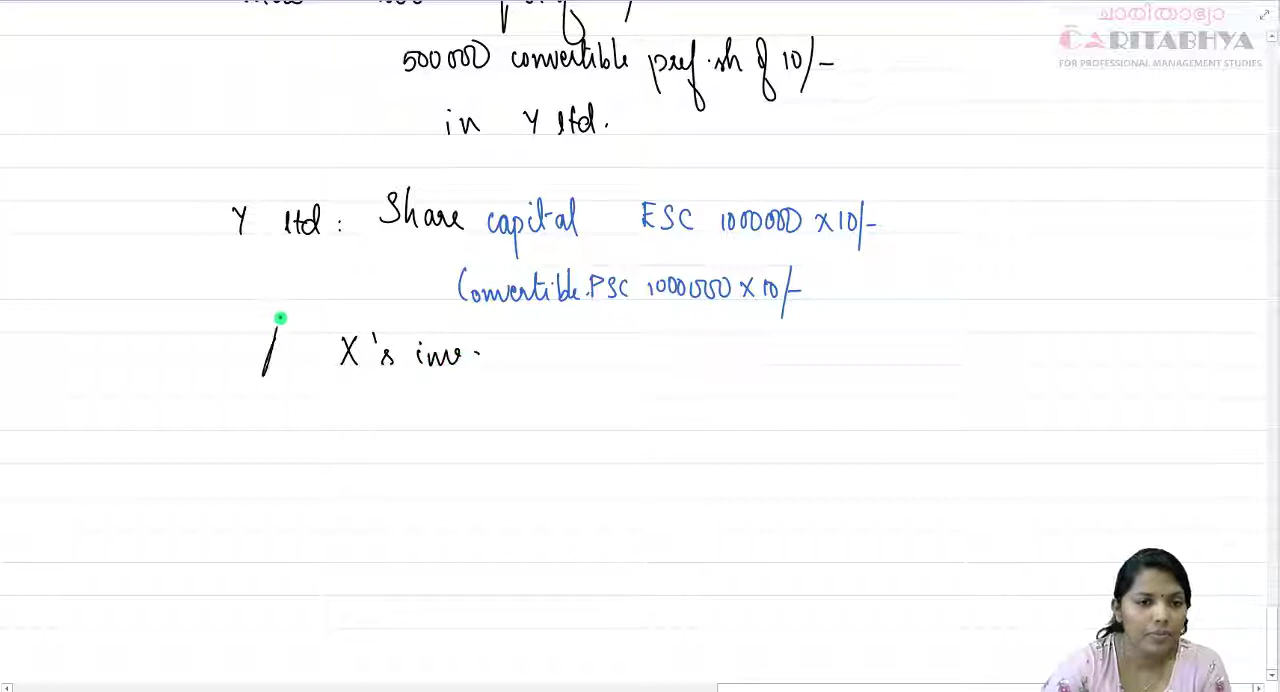 ചാരിതാഭ്യാ
CARITABHYA
FOR PROFESSIONAL MANAGEMENT STUDIES
500000 convertible pref.sh of 10/-
in Y ltd.
Y ltd: Share capital ESC 1000000 x 10/-
Convertible.PSC 1000000 x 10/-
X's inv.